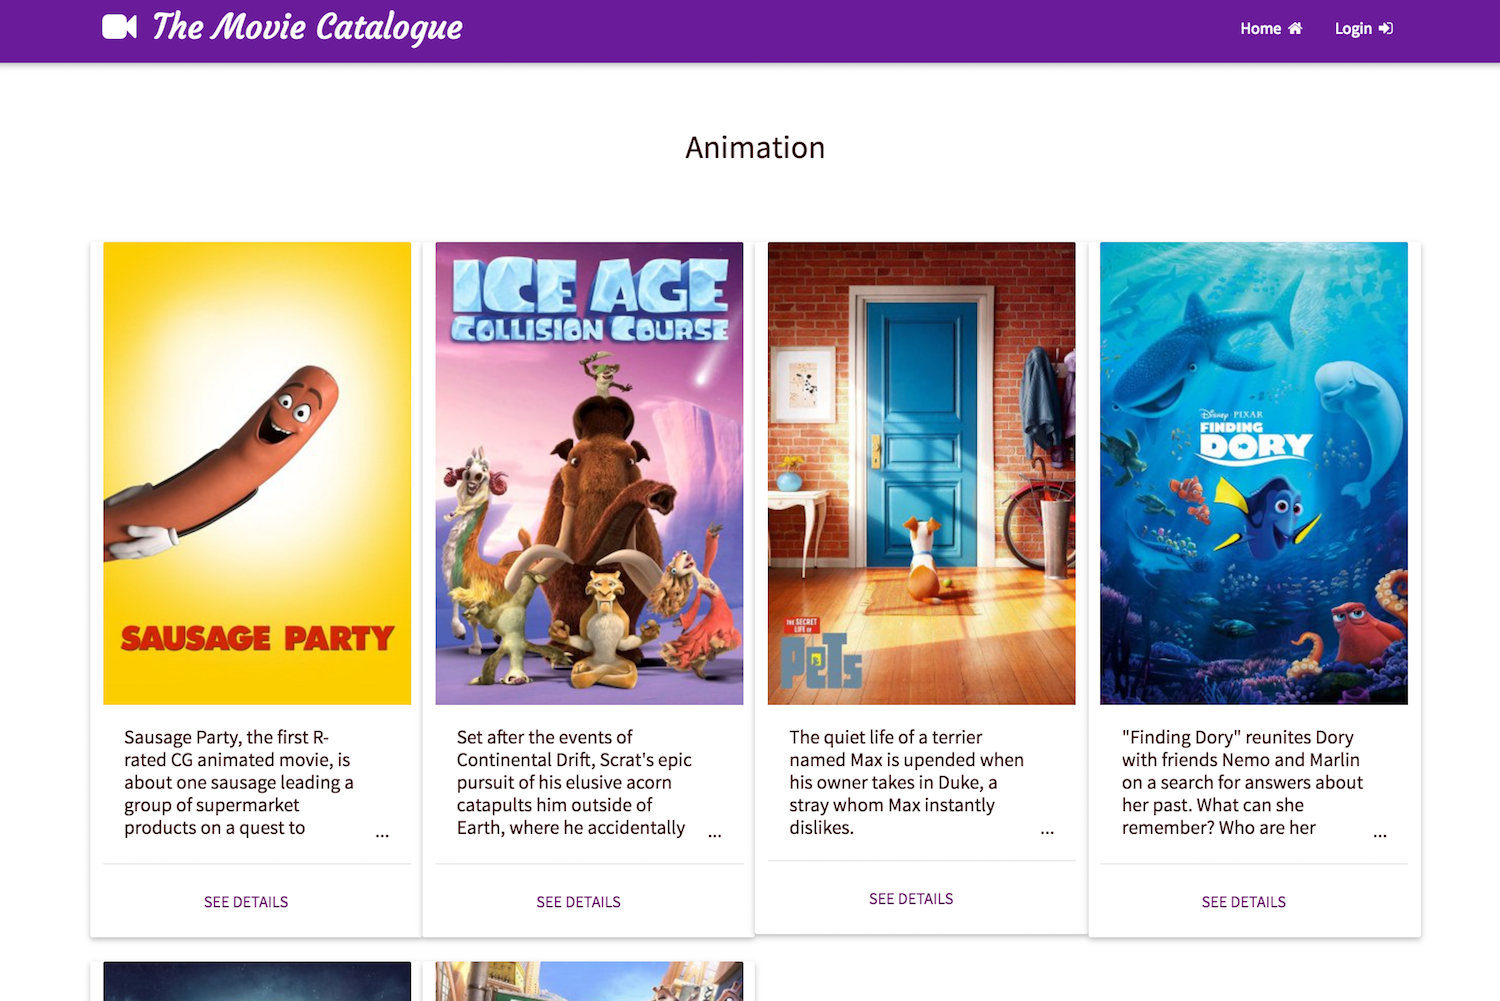 The Movie Catalogue
Home
Login
Animation
SAUSAGE PARTY
ICE AGE
COLLISION COURSE
THE SECRET
LIFE OF
PETS
Disney · PIXAR
FINDING
DORY
Sausage Party, the first R-
rated CG animated movie, is
about one sausage leading a
group of supermarket
products on a quest to
...
SEE DETAILS
Set after the events of
Continental Drift, Scrat's epic
pursuit of his elusive acorn
catapults him outside of
Earth, where he accidentally
...
SEE DETAILS
The quiet life of a terrier
named Max is upended when
his owner takes in Duke, a
stray whom Max instantly
dislikes.
...
SEE DETAILS
"Finding Dory" reunites Dory
with friends Nemo and Marlin
on a search for answers about
her past. What can she
remember? Who are her
...
SEE DETAILS